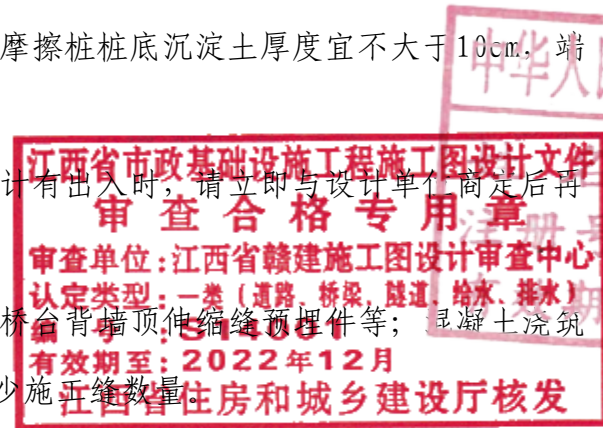 摩擦桩桩底沉淀土厚度宜不大于10cm，端
中华人
江西省市政基础设施工程施工图设计文件
计有出入时，请立即与设计单位商定后再
审查合格专用章
注册号
审查单位：江西省赣建施工图设计审查中心
认定类型：一类（道路、桥梁、隧道、给水、排水）
桥台背墙顶伸缩缝预埋件等；混凝土浇筑
编号：
有效期至：2022年12月
少施工缝数量。
江西省住房和城乡建设厅核发